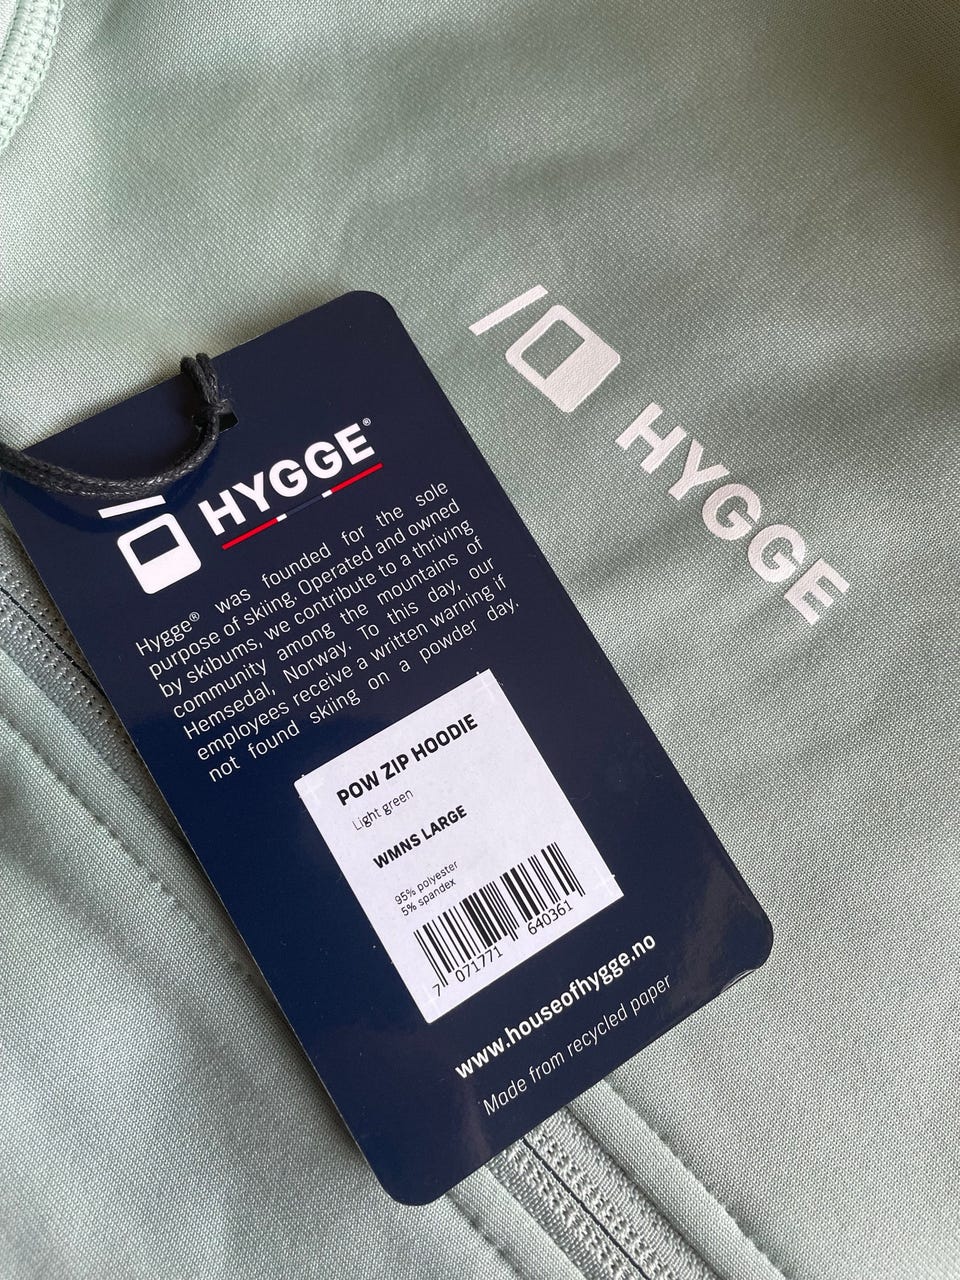 HYGGE
HYGGE®
Hygge® was founded for the sole
purpose of skiing. Operated and owned
by skibums, we contribute to a thriving
community among the mountains of
Hemsedal, Norway. To this day, our
employees receive a written warning if
not found skiing on a powder day.
POW ZIP HOODIE
Light green
WMNS LARGE
95% polyester
5% spandex
7 071771 640361
www.houseofhygge.no
Made from recycled paper